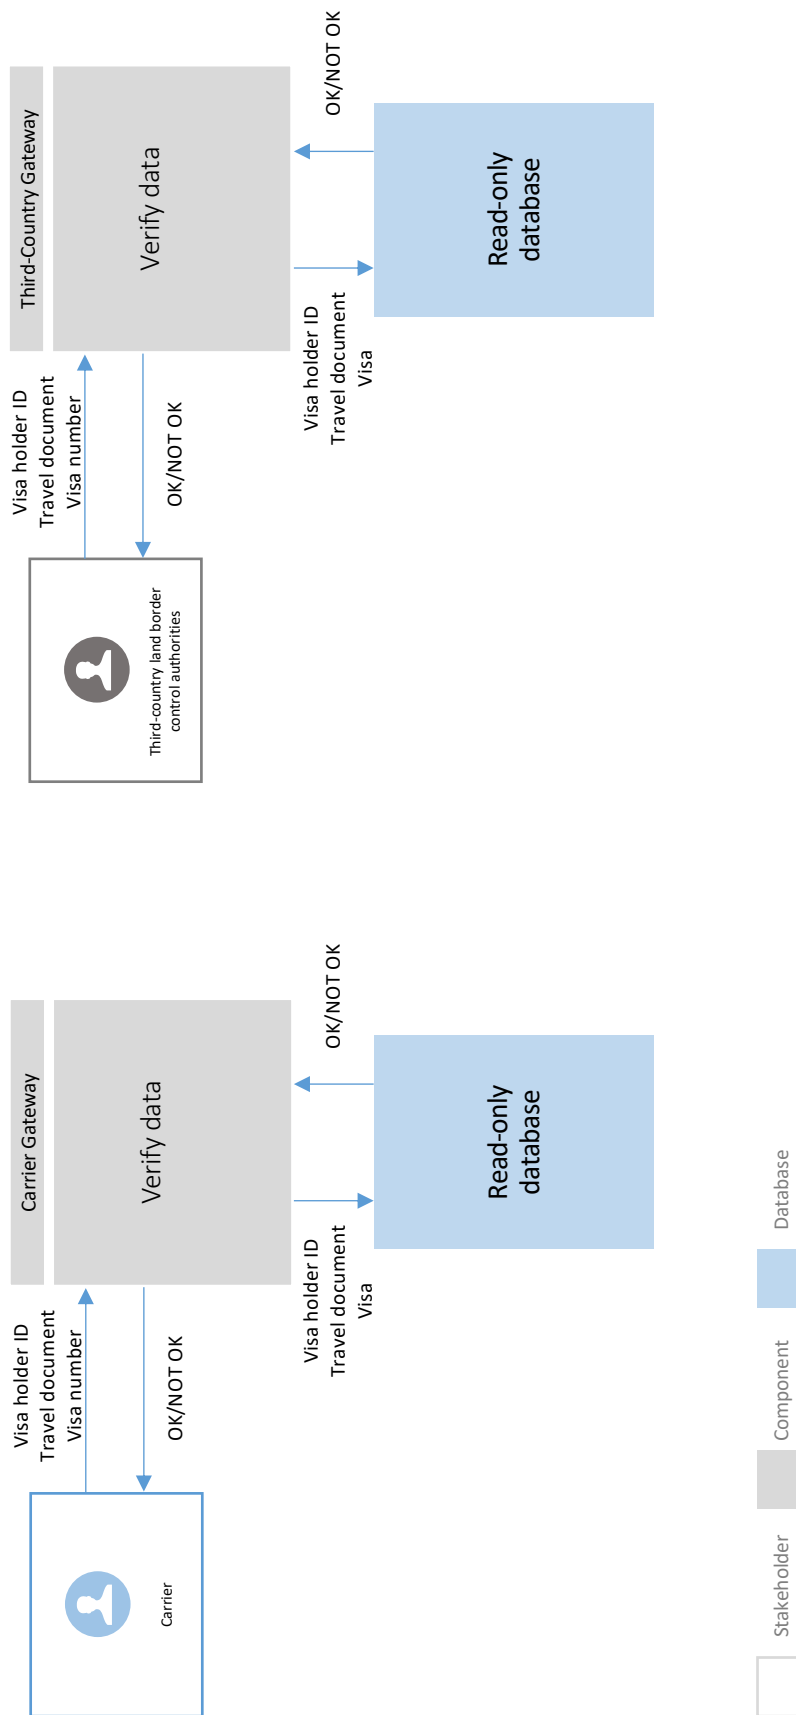 Carrier
Visa holder ID
Travel document
Visa number
OK/NOT OK
Carrier Gateway
Verify data
Visa holder ID
Travel document
Visa
OK/NOT OK
Read-only
database
Third-country land border
control authorities
Visa holder ID
Travel document
Visa number
OK/NOT OK
Third-Country Gateway
Verify data
Visa holder ID
Travel document
Visa
OK/NOT OK
Read-only
database
Stakeholder
Component
Database